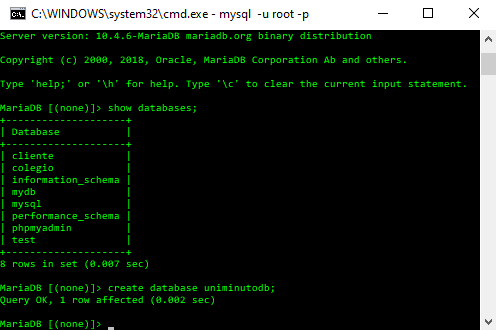 C:\WINDOWS\system32\cmd.exe - mysql -u root -p
Server version: 10.4.6-MariaDB mariadb.org binary distribution
Copyright (c) 2000, 2018, Oracle, MariaDB Corporation Ab and others.
Type 'help;' or '\h' for help. Type '\c' to clear the current input statement.
MariaDB [(none)]> show databases;
+--------------------+
| Database           |
+--------------------+
| cliente            |
| colegio            |
| information_schema |
| mydb               |
| mysql              |
| performance_schema |
| phpmyadmin         |
| test               |
+--------------------+
8 rows in set (0.007 sec)
MariaDB [(none)]> create database uniminutodb;
Query OK, 1 row affected (0.002 sec)
MariaDB [(none)]>